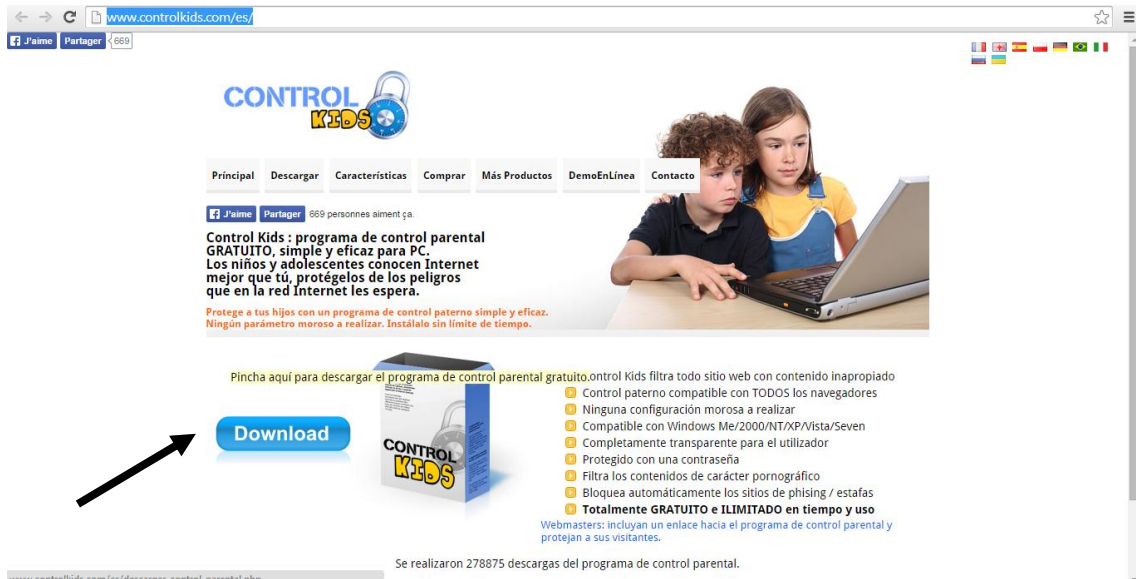 www.controlkids.com/es/
J'aime Partager 669
CONTROL
KIDS
Príncipal Descargar Características Comprar Más Productos DemoEnLínea Contacto
J'aime Partager 669 personnes aiment ça.
Control Kids : programa de control parental
GRATUITO, simple y eficaz para PC.
Los niños y adolescentes conocen Internet
mejor que tú, protégelos de los peligros
que en la red Internet les espera.
Protege a tus hijos con un programa de control paterno simple y eficaz.
Ningún parámetro moroso a realizar. Instálalo sin límite de tiempo.
Pincha aquí para descargar el programa de control parental gratuito.
ontrol Kids filtra todo sitio web con contenido inapropiado
Control paterno compatible con TODOS los navegadores
Ninguna configuración morosa a realizar
Compatible con Windows Me/2000/NT/XP/Vista/Seven
Completamente transparente para el utilizador
Protegido con una contraseña
Filtra los contenidos de carácter pornográfico
Bloquea automáticamente los sitios de phising / estafas
Totalmente GRATUITO e ILIMITADO en tiempo y uso
Download
CONTROL
KIDS
Webmasters: incluyan un enlace hacia el programa de control parental y
protejan a sus visitantes.
Se realizaron 278875 descargas del programa de control parental.